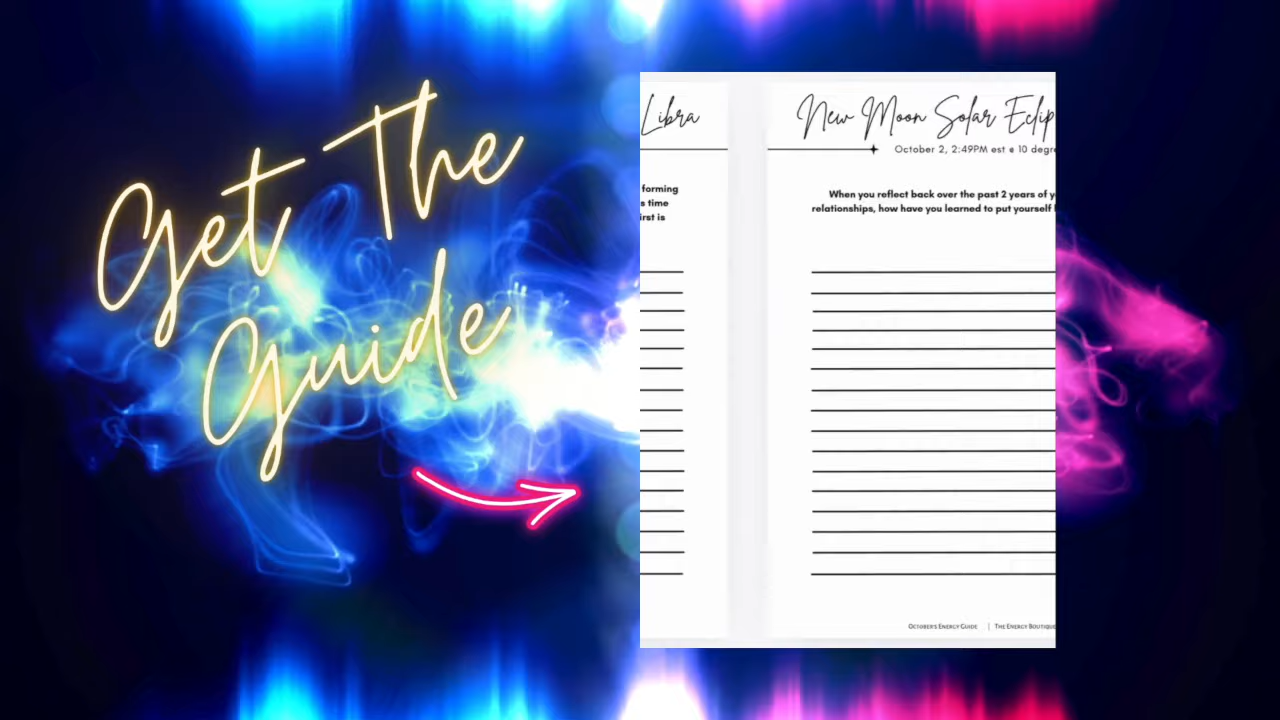 Get The
Guide
Libra
forming
s time
irst is
New Moon Solar Eclip
October 2, 2:49PM est @ 10 degre
When you reflect back over the past 2 years of y
relationships, how have you learned to put yourself
October's Energy Guide | The Energy Boutique